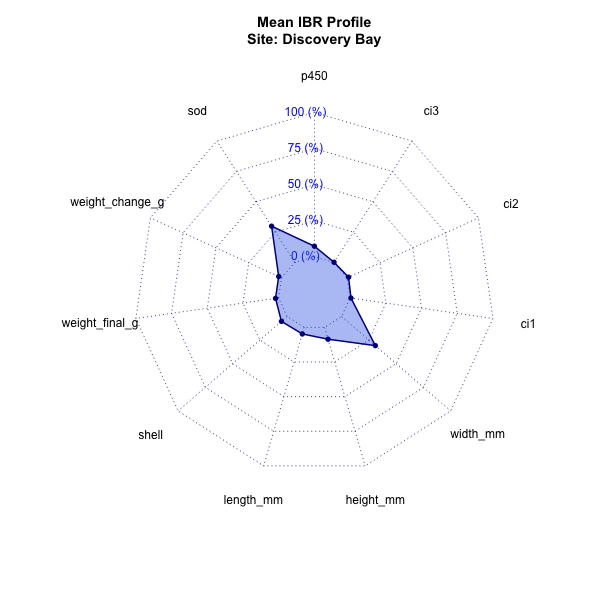 Mean IBR Profile
Site: Discovery Bay
p450
sod
100 (%)
ci3
75 (%)
50 (%)
weight_change_g
ci2
25 (%)
0 (%)
weight_final_g
ci1
shell
width_mm
length_mm
height_mm